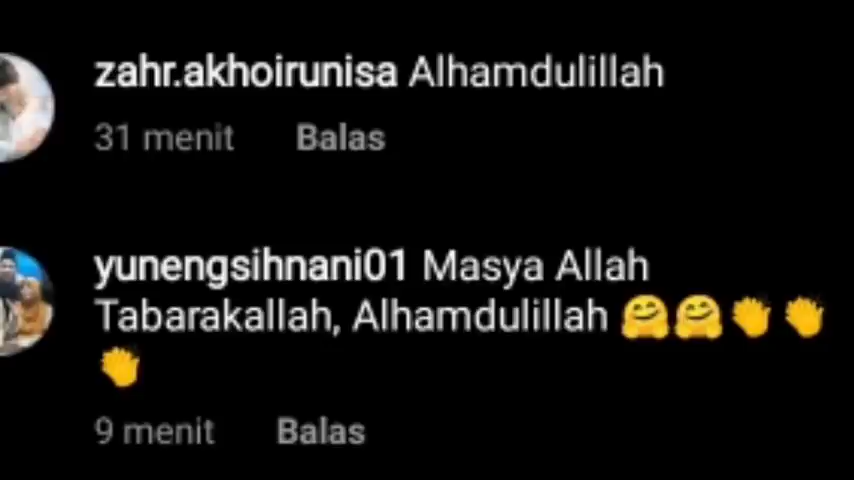 zahr.akhoirunisa Alhamdulillah
31 menit Balas
yunengsihnani01 Masya Allah
Tabarakallah, Alhamdulillah 🤗🤗👏👏
👏
9 menit Balas